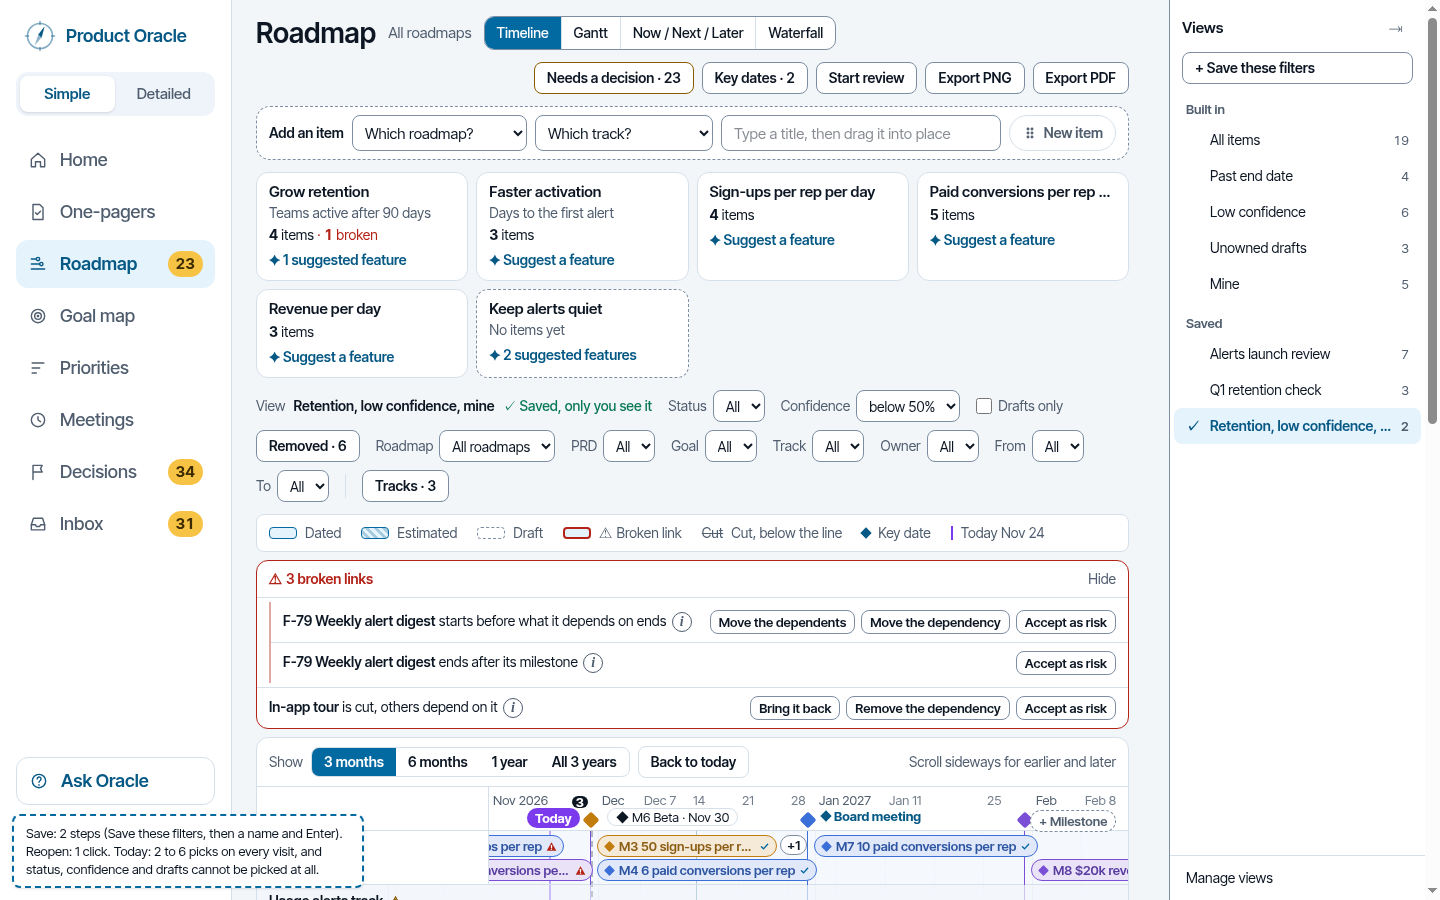 Product Oracle
Simple
Detailed
Home
One-pagers
Roadmap 23
Goal map
Priorities
Meetings
Decisions 34
Inbox 31
Ask Oracle
Save: 2 steps (Save these filters, then a name and Enter).
Reopen: 1 click. Today: 2 to 6 picks on every visit, and
status, confidence and drafts cannot be picked at all.
Roadmap All roadmaps Timeline Gantt Now / Next / Later Waterfall
Needs a decision · 23 Key dates · 2 Start review Export PNG Export PDF
Add an item Which roadmap? Which track? Type a title, then drag it into place New item
Grow retention
Teams active after 90 days
4 items · 1 broken
✦ 1 suggested feature
Faster activation
Days to the first alert
3 items
✦ Suggest a feature
Sign-ups per rep per day
4 items
✦ Suggest a feature
Paid conversions per rep ...
5 items
✦ Suggest a feature
Revenue per day
3 items
✦ Suggest a feature
Keep alerts quiet
No items yet
✦ 2 suggested features
View Retention, low confidence, mine ✓ Saved, only you see it Status All Confidence below 50% Drafts only
Removed · 6 Roadmap All roadmaps PRD All Goal All Track All Owner All From All
To All Tracks · 3
Dated Estimated Draft ⚠ Broken link Cut Cut, below the line Key date Today Nov 24
⚠ 3 broken links Hide
F-79 Weekly alert digest starts before what it depends on ends i Move the dependents Move the dependency Accept as risk
F-79 Weekly alert digest ends after its milestone i Accept as risk
In-app tour is cut, others depend on it i Bring it back Remove the dependency Accept as risk
Show 3 months 6 months 1 year All 3 years Back to today Scroll sideways for earlier and later
Nov 2026 3 Dec Dec 7 14 21 28 Jan 2027 Jan 11 25 Feb Feb 8
Today ◆ M6 Beta · Nov 30 ◆ Board meeting + Milestone
s per rep ⚠ ◆ M3 50 sign-ups per r... ✓ +1 ◆ M7 10 paid conversions per rep ✓
versions pe... ⚠ ◆ M4 6 paid conversions per rep ✓ ◆ M8 $20k reve
Usage alerts track
Views
+ Save these filters
Built in
All items 19
Past end date 4
Low confidence 6
Unowned drafts 3
Mine 5
Saved
Alerts launch review 7
Q1 retention check 3
✓ Retention, low confidence, ... 2
Manage views